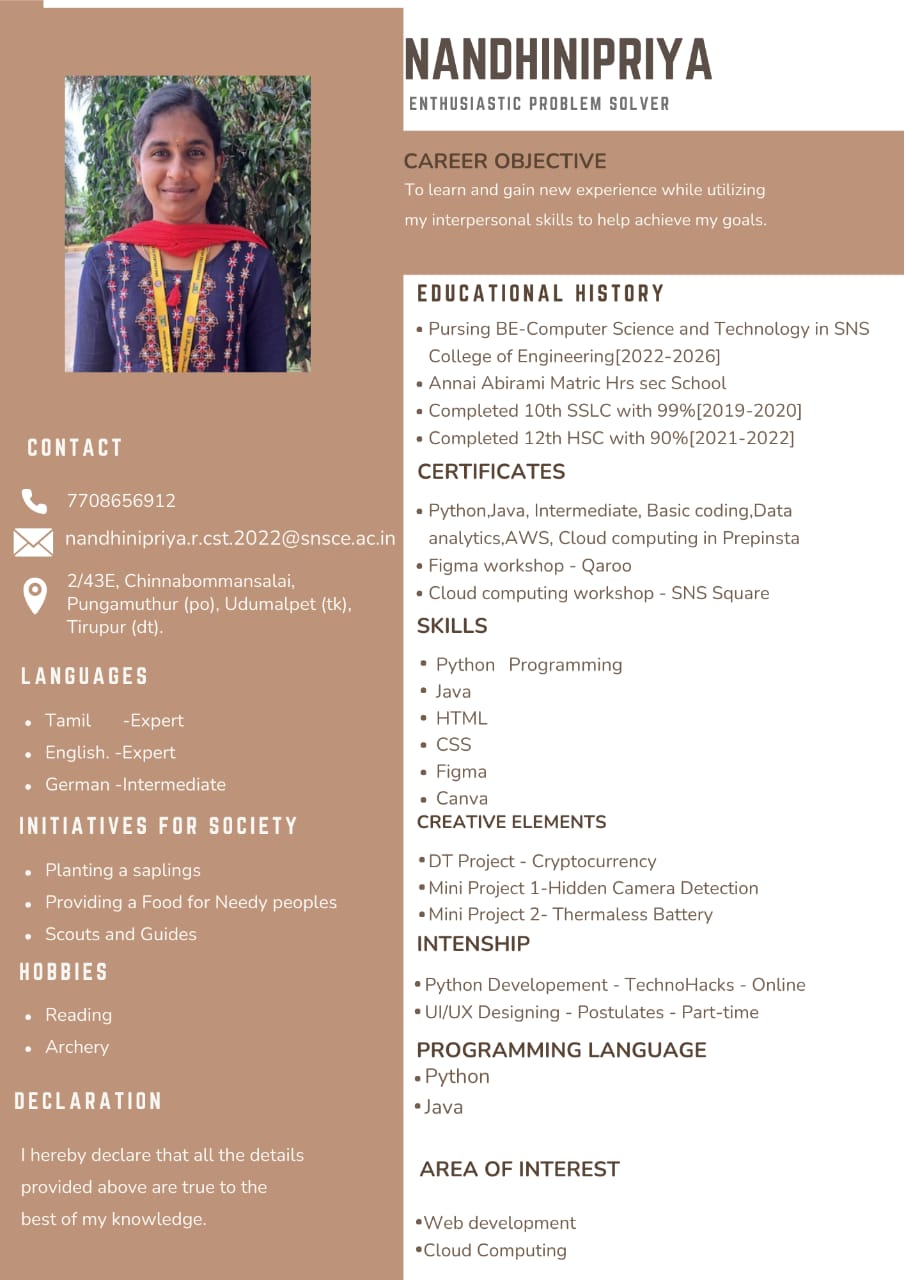 NANDHINIPRIYA
ENTHUSIASTIC PROBLEM SOLVER
CAREER OBJECTIVE
To learn and gain new experience while utilizing
my interpersonal skills to help achieve my goals.
CONTACT
7708656912
nandhinipriya.r.cst.2022@snsce.ac.in
2/43E, Chinnabommansalai,
Pungamuthur (po), Udumalpet (tk),
Tirupur (dt).
LANGUAGES
• Tamil -Expert
• English. -Expert
• German -Intermediate
INITIATIVES FOR SOCIETY
• Planting a saplings
• Providing a Food for Needy peoples
• Scouts and Guides
HOBBIES
• Reading
• Archery
DECLARATION
I hereby declare that all the details
provided above are true to the
best of my knowledge.
EDUCATIONAL HISTORY
• Pursing BE-Computer Science and Technology in SNS
College of Engineering[2022-2026]
• Annai Abirami Matric Hrs sec School
• Completed 10th SSLC with 99%[2019-2020]
• Completed 12th HSC with 90%[2021-2022]
CERTIFICATES
• Python,Java, Intermediate, Basic coding,Data
analytics,AWS, Cloud computing in Prepinsta
• Figma workshop - Qaroo
• Cloud computing workshop - SNS Square
SKILLS
• Python Programming
• Java
• HTML
• CSS
• Figma
• Canva
CREATIVE ELEMENTS
• DT Project - Cryptocurrency
• Mini Project 1-Hidden Camera Detection
• Mini Project 2- Thermaless Battery
INTENSHIP
• Python Developement - TechnoHacks - Online
• UI/UX Designing - Postulates - Part-time
PROGRAMMING LANGUAGE
• Python
• Java
AREA OF INTEREST
• Web development
• Cloud Computing